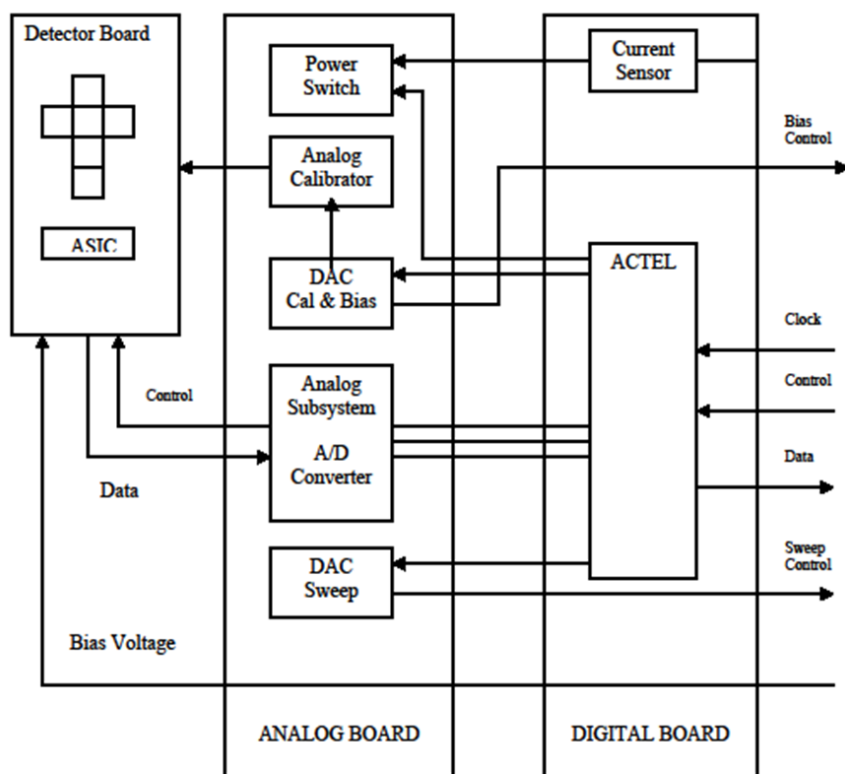 Detector Board
ASIC
Power
Switch
Analog
Calibrator
DAC
Cal & Bias
Analog
Subsystem
A/D
Converter
DAC
Sweep
Current
Sensor
ACTEL
Bias
Control
Clock
Control
Data
Sweep
Control
Control
Data
Bias Voltage
ANALOG BOARD
DIGITAL BOARD